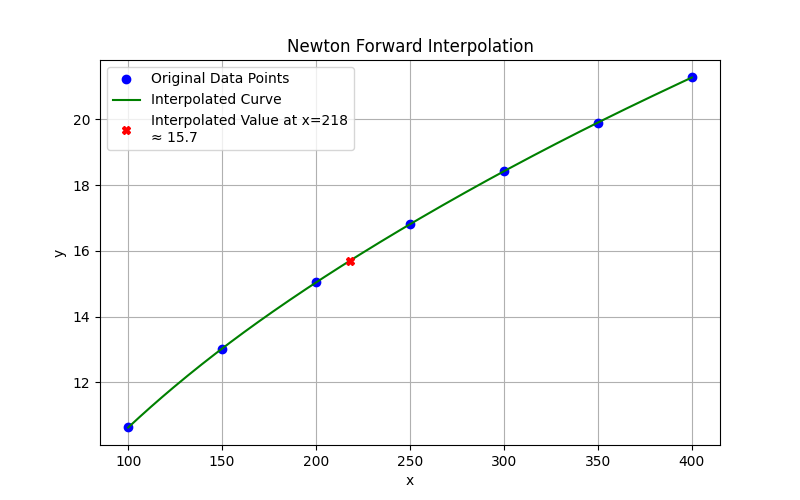 Newton Forward Interpolation
Original Data Points
Interpolated Curve
Interpolated Value at x=218
≈ 15.7
y
20
18
16
14
12
100 150 200 250 300 350 400
x